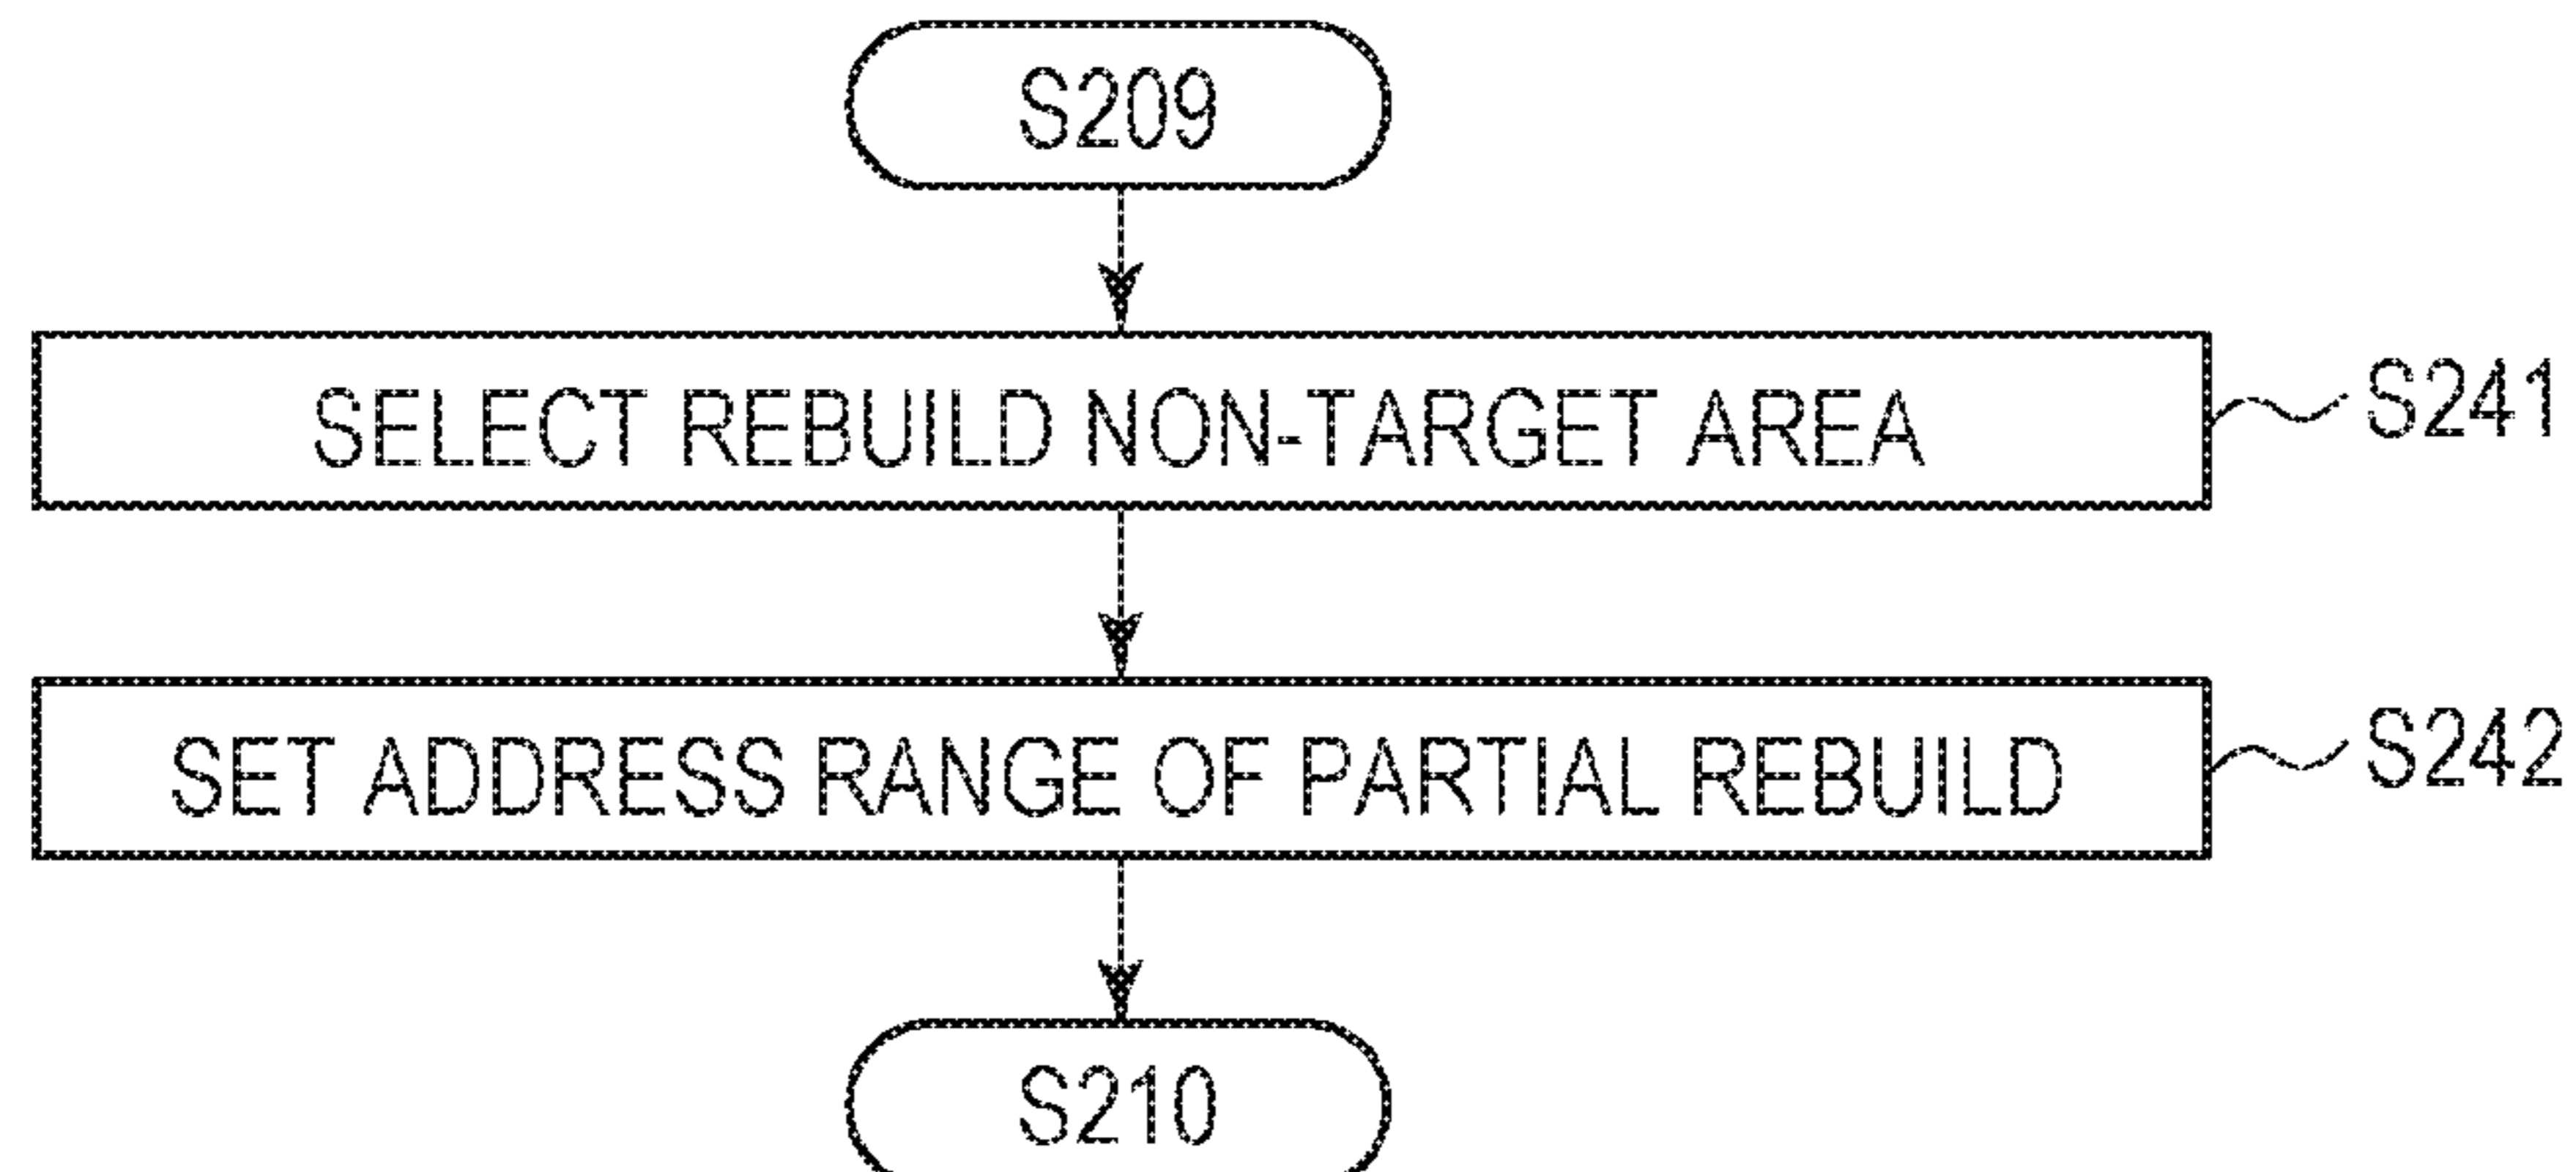 S209
SELECT REBUILD NON-TARGET AREA
S241
SET ADDRESS RANGE OF PARTIAL REBUILD
S242
S210